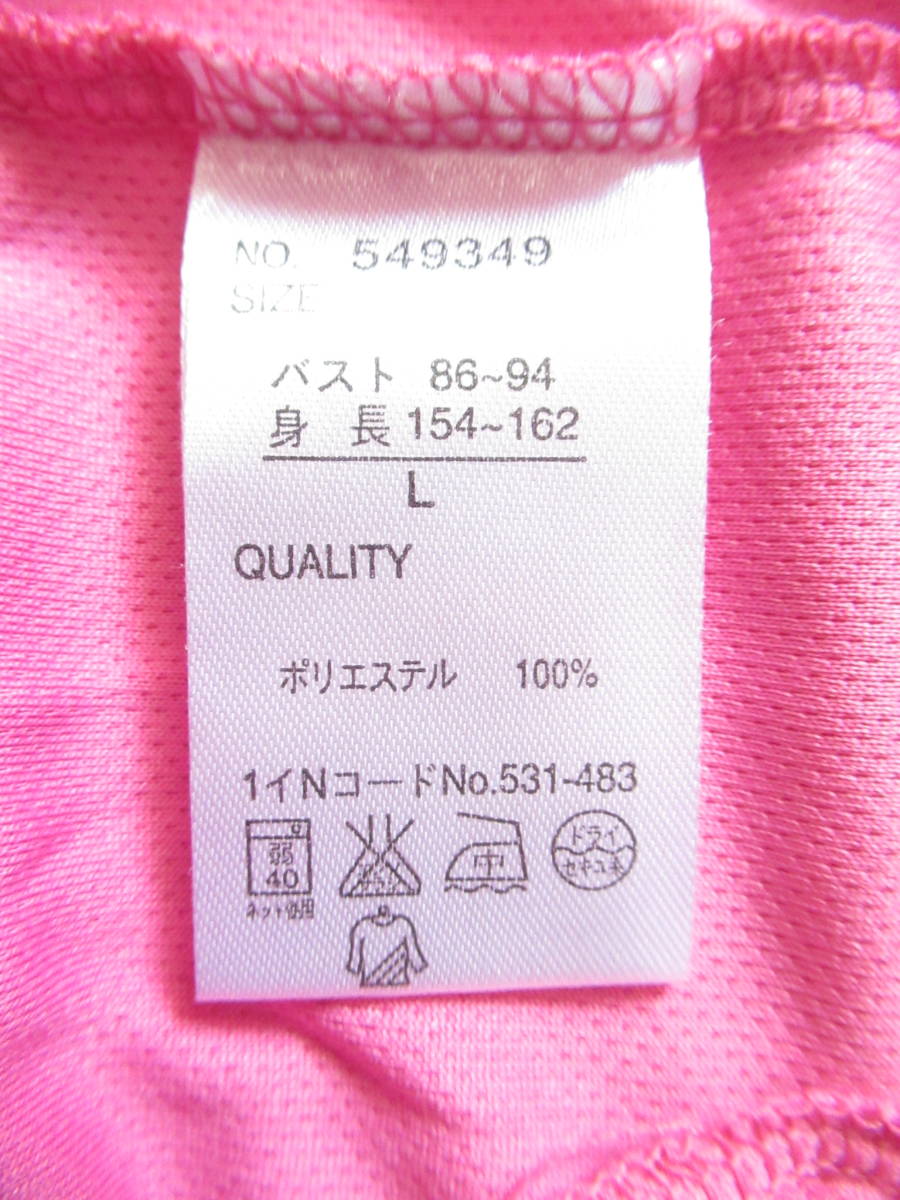 NO. 549349
SIZE
バスト 86~94
身 長 154~162
L
QUALITY
ポリエステル 100%
1イNコードNo.531-483
弱
40
ネット使用
中
ドライ
セキユ系